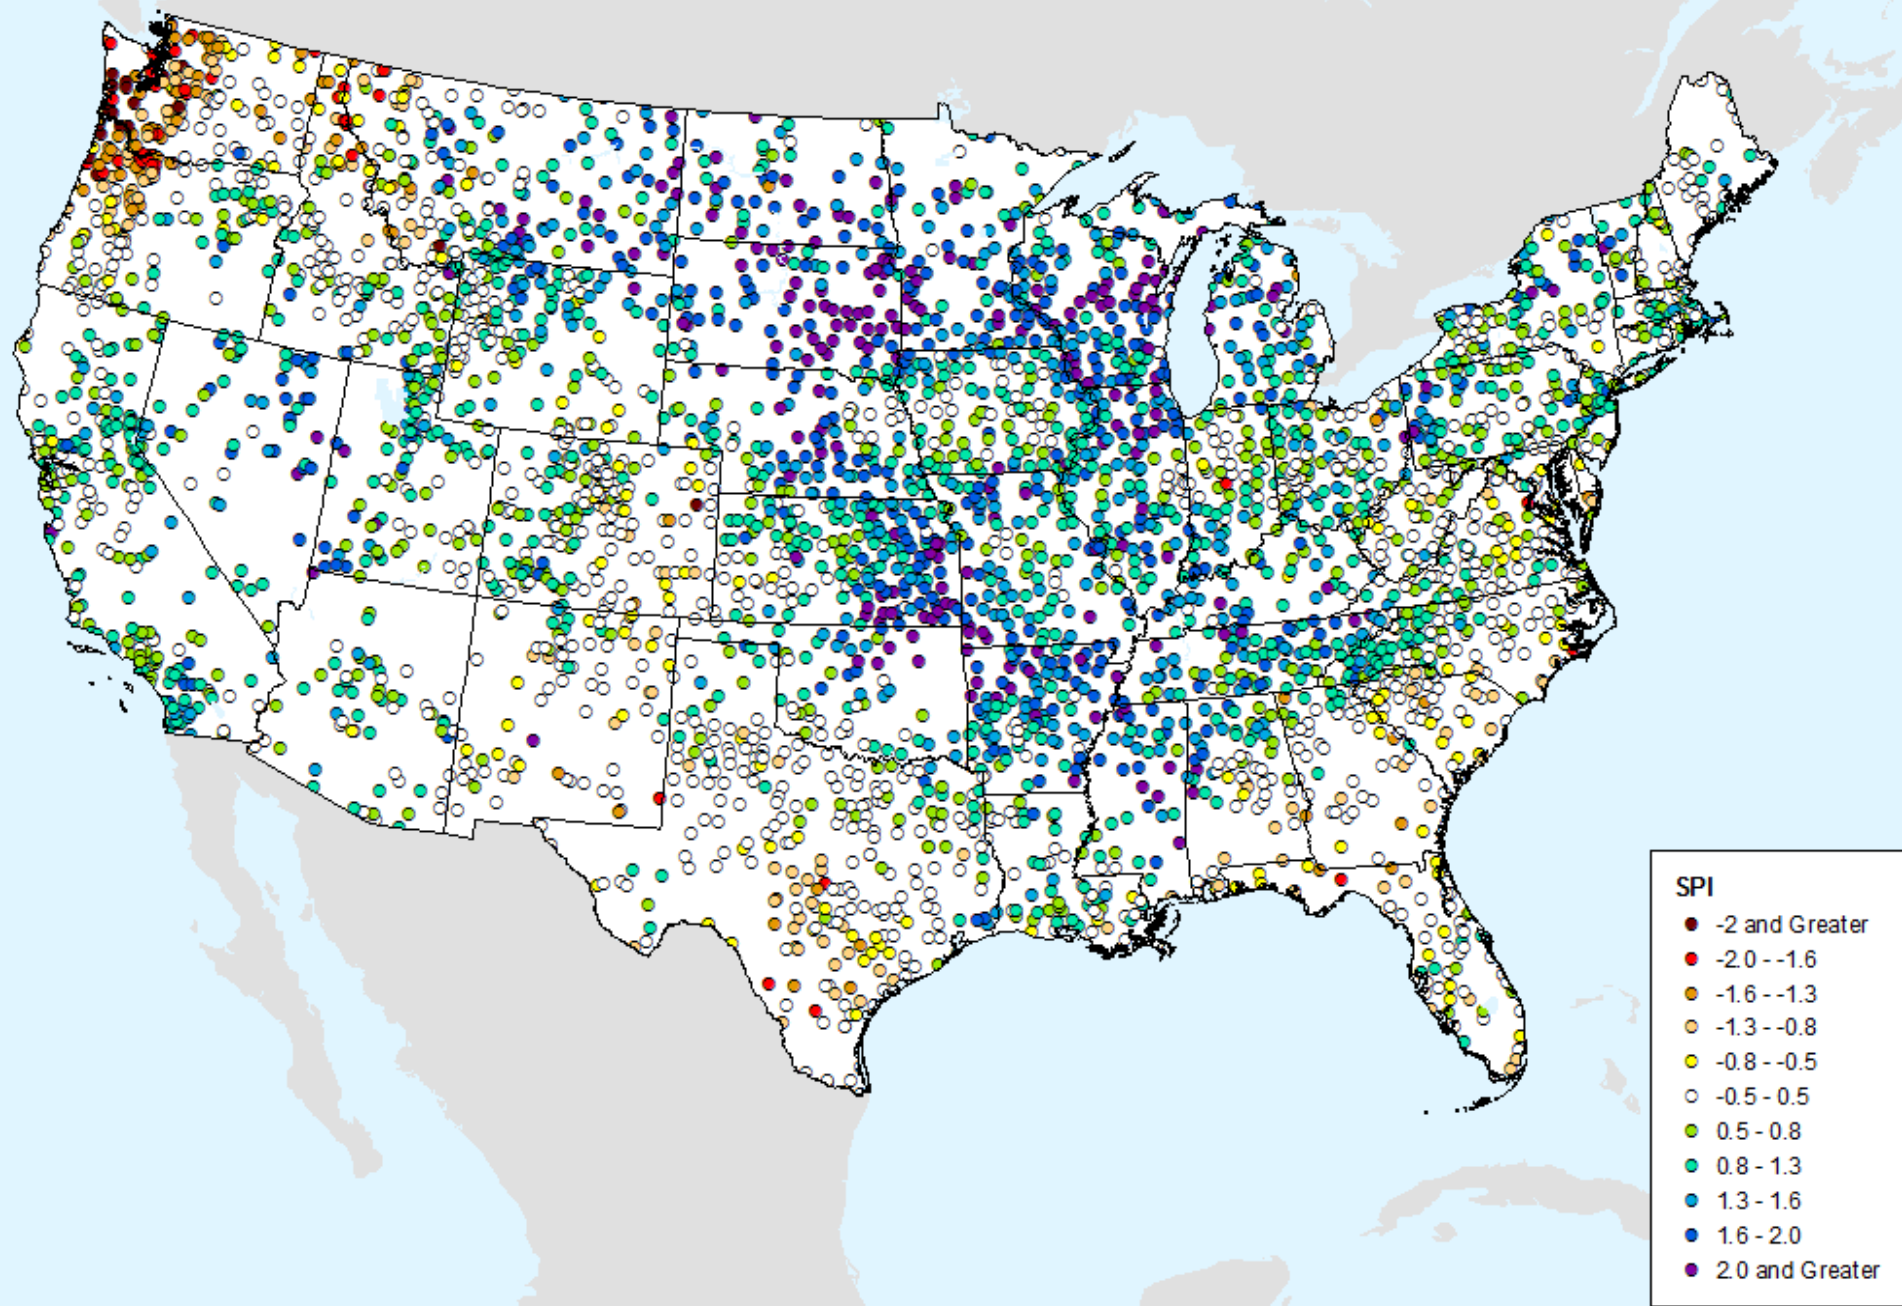 SPI
-2 and Greater
-2.0 - -1.6
-1.6 - -1.3
-1.3 - -0.8
-0.8 - -0.5
-0.5 - 0.5
0.5 - 0.8
0.8 - 1.3
1.3 - 1.6
1.6 - 2.0
2.0 and Greater